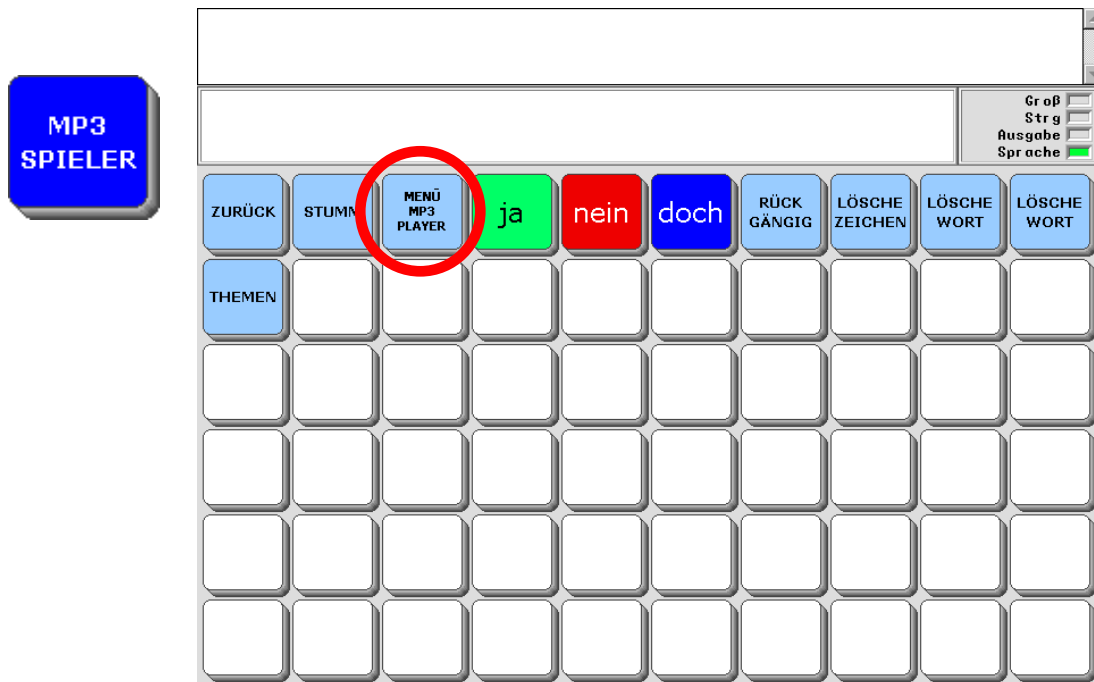 MP3
SPIELER
Groß
Strg
Ausgabe
Sprache
ZURÜCK
STUMM
MENÜ
MP3
PLAYER
ja
nein
doch
RÜCK
GÄNGIG
LÖSCHE
ZEICHEN
LÖSCHE
WORT
LÖSCHE
WORT
THEMEN